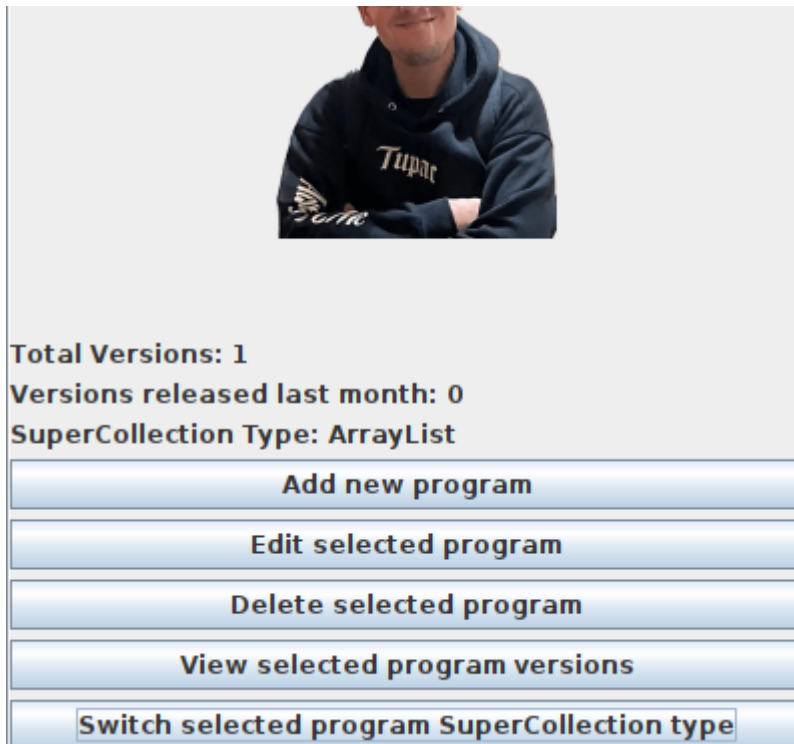 Tupac
Total Versions: 1
Versions released last month: 0
SuperCollection Type: ArrayList
Add new program
Edit selected program
Delete selected program
View selected program versions
Switch selected program SuperCollection type